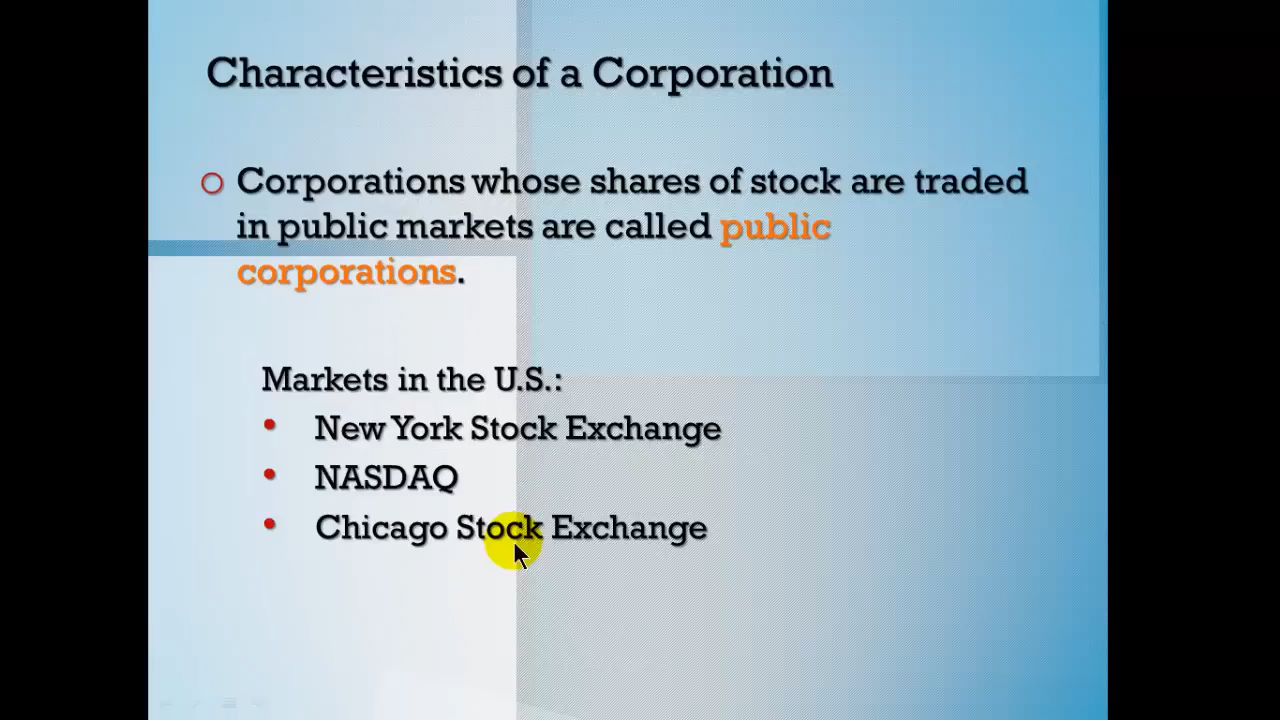 Characteristics of a Corporation
Corporations whose shares of stock are traded
in public markets are called public
corporations.
Markets in the U.S.:
New York Stock Exchange
NASDAQ
Chicago Stock Exchange